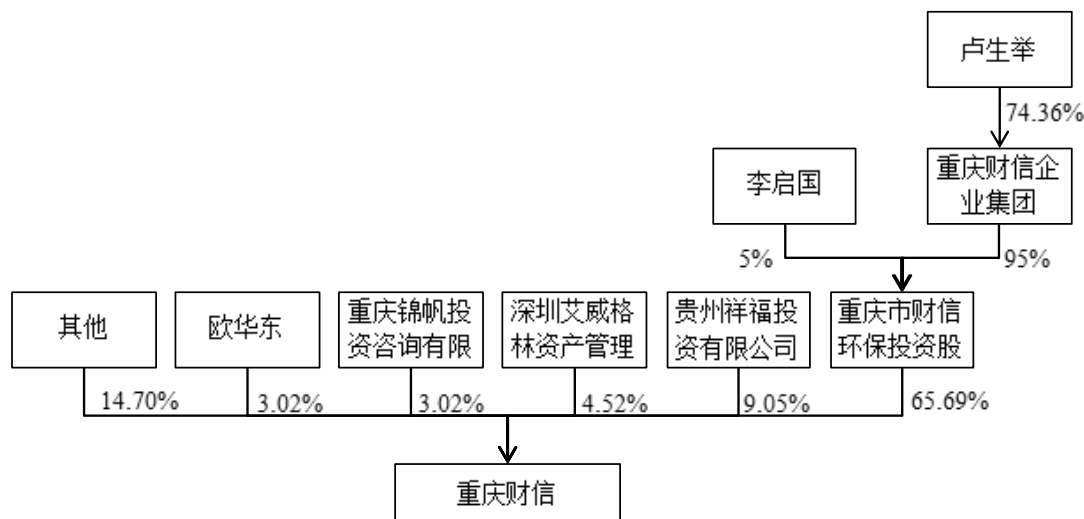 卢生举
74.36%
李启国
重庆财信企
业集团
5%
95%
其他
欧华东
重庆锦帆投
资咨询有限
深圳艾威格
林资产管理
贵州祥福投
资有限公司
重庆市财信
环保投资股
14.70%
3.02%
3.02%
4.52%
9.05%
65.69%
重庆财信